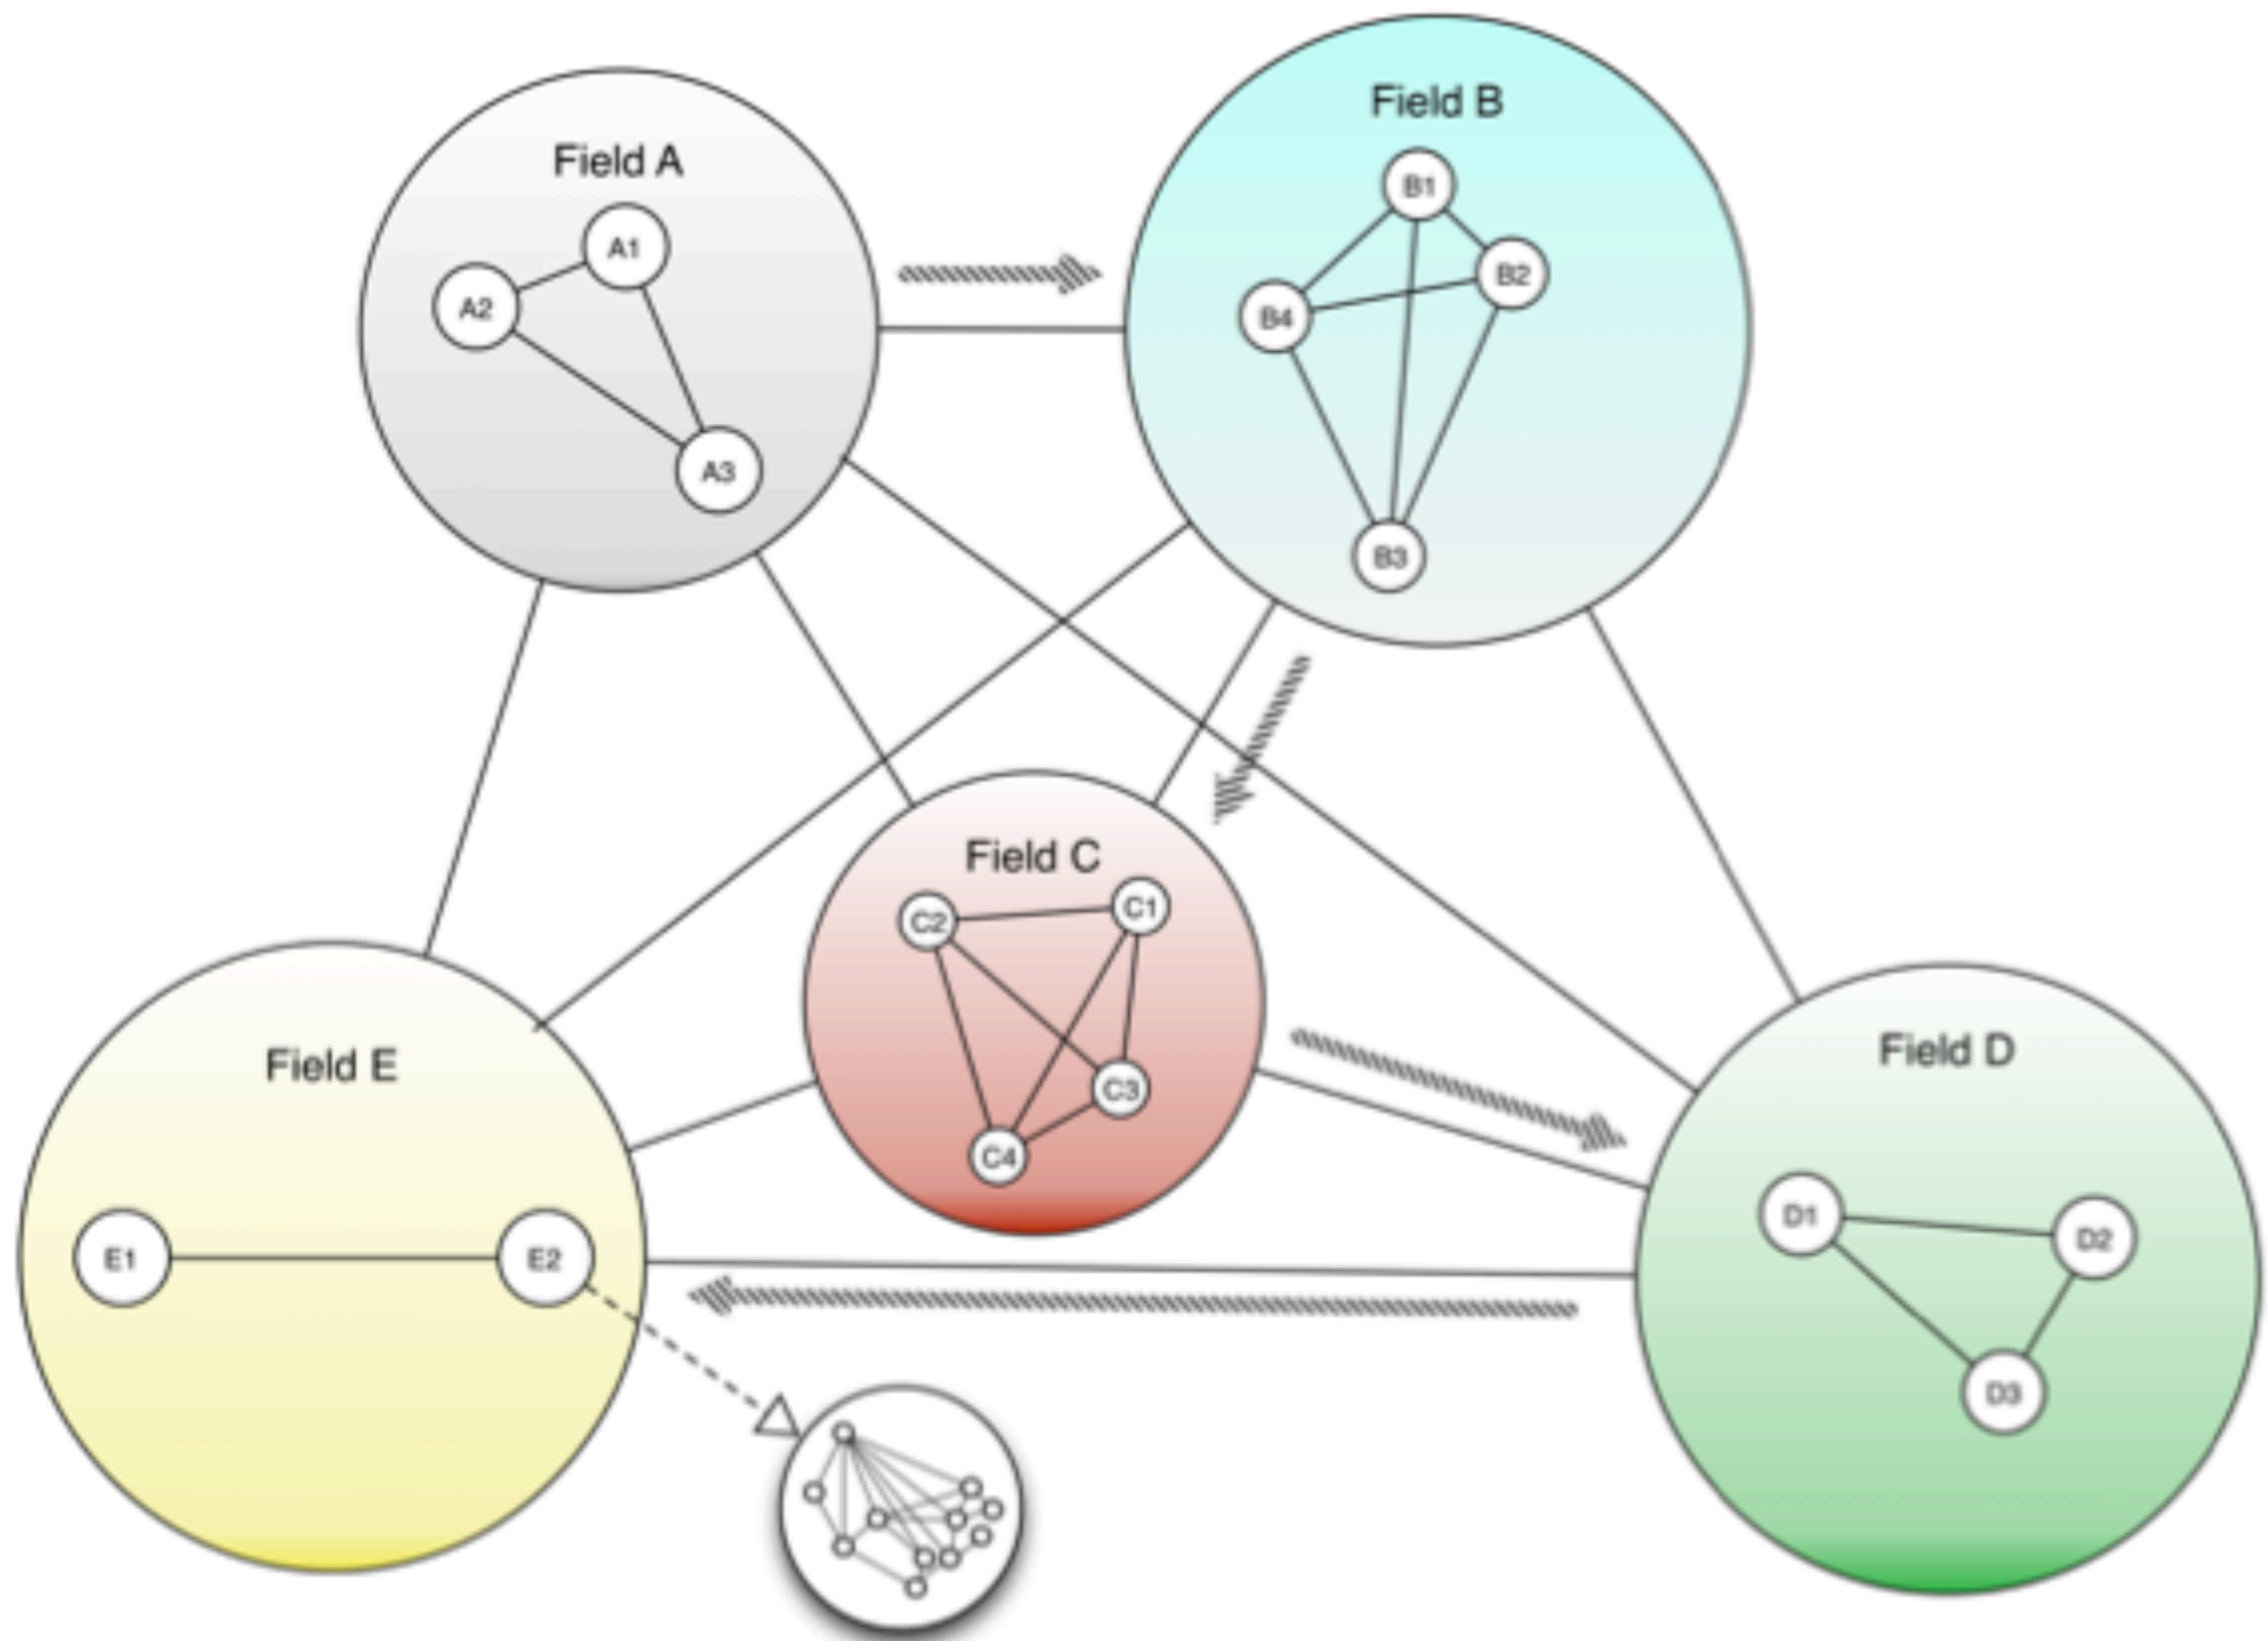 Field A
A1
A2
A3
Field B
B1
B2
B4
B3
Field C
C2
C1
C3
C4
Field E
E1
E2
Field D
D1
D2
D3